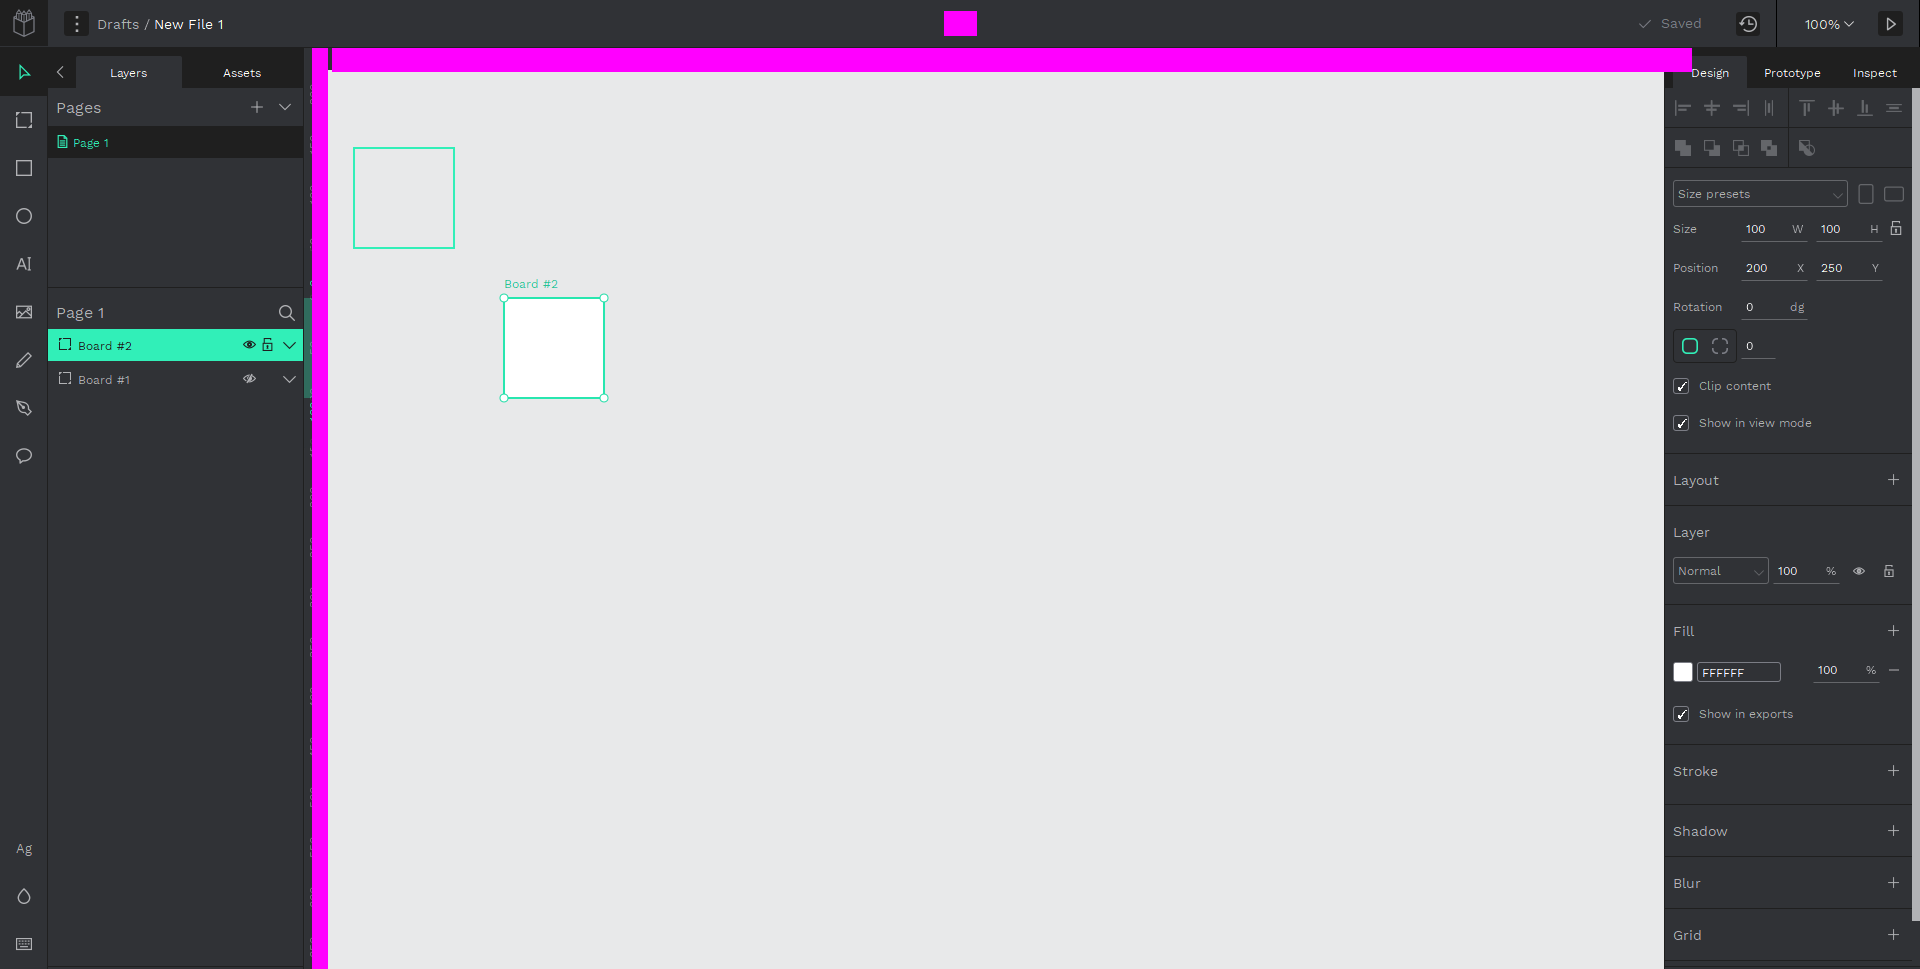 Drafts / New File 1
Saved
100%
Layers
Assets
Design
Prototype
Inspect
Pages
Page 1
Page 1
Board #2
Board #1
Board #2
Size presets
Size 100 W 100 H
Position 200 X 250 Y
Rotation 0 dg
0
Clip content
Show in view mode
Layout
Layer
Normal 100 %
Fill
FFFFFF 100 %
Show in exports
Stroke
Shadow
Blur
Grid
AI
Ag